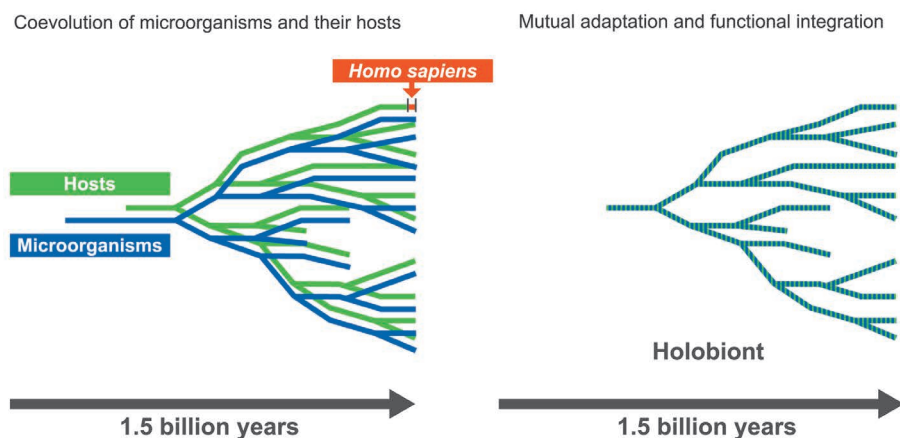 Coevolution of microorganisms and their hosts
Homo sapiens
Hosts
Microorganisms
1.5 billion years
Mutual adaptation and functional integration
Holobiont
1.5 billion years